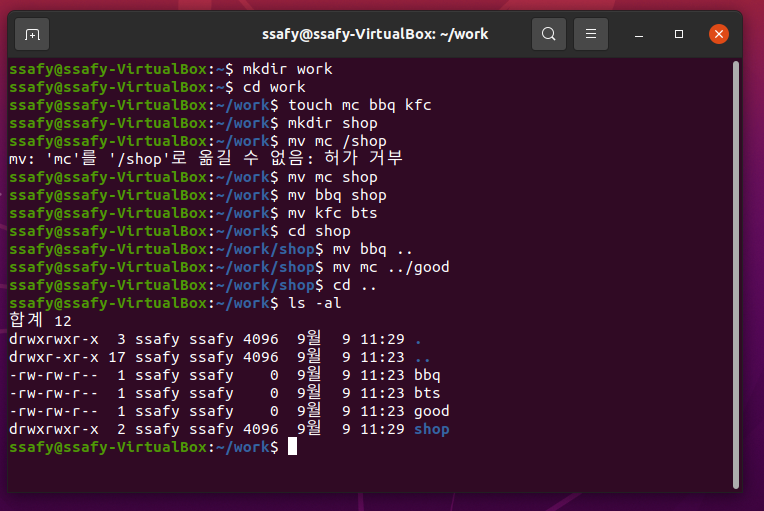 ssafy@ssafy-VirtualBox: ~/work
ssafy@ssafy-VirtualBox:~$ mkdir work
ssafy@ssafy-VirtualBox:~$ cd work
ssafy@ssafy-VirtualBox:~/work$ touch mc bbq kfc
ssafy@ssafy-VirtualBox:~/work$ mkdir shop
ssafy@ssafy-VirtualBox:~/work$ mv mc /shop
mv: 'mc'를 '/shop'로 옮길 수 없음: 허가 거부
ssafy@ssafy-VirtualBox:~/work$ mv mc shop
ssafy@ssafy-VirtualBox:~/work$ mv bbq shop
ssafy@ssafy-VirtualBox:~/work$ mv kfc bts
ssafy@ssafy-VirtualBox:~/work$ cd shop
ssafy@ssafy-VirtualBox:~/work/shop$ mv bbq ..
ssafy@ssafy-VirtualBox:~/work/shop$ mv mc ../good
ssafy@ssafy-VirtualBox:~/work/shop$ cd ..
ssafy@ssafy-VirtualBox:~/work$ ls -al
합계 12
drwxrwxr-x  3 ssafy ssafy 4096  9월  9 11:29 .
drwxr-xr-x 17 ssafy ssafy 4096  9월  9 11:23 ..
-rw-rw-r--  1 ssafy ssafy    0  9월  9 11:23 bbq
-rw-rw-r--  1 ssafy ssafy    0  9월  9 11:23 bts
-rw-rw-r--  1 ssafy ssafy    0  9월  9 11:23 good
drwxrwxr-x  2 ssafy ssafy 4096  9월  9 11:29 shop
ssafy@ssafy-VirtualBox:~/work$